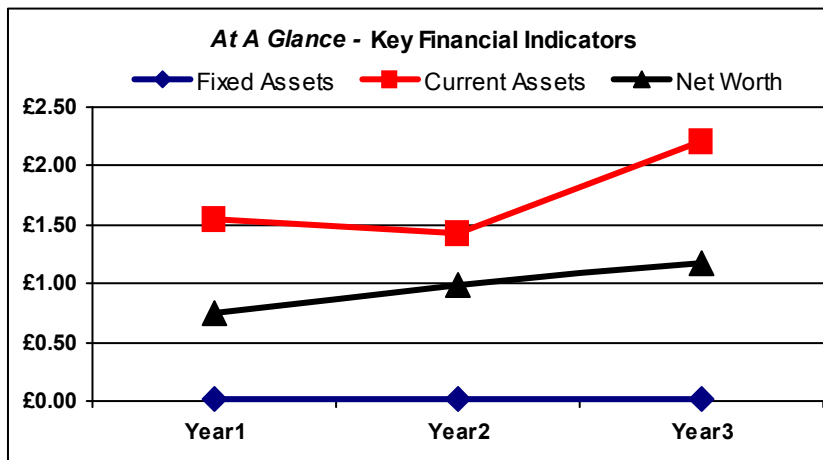 At A Glance - Key Financial Indicators
Fixed Assets Current Assets Net Worth
£2.50
£2.00
£1.50
£1.00
£0.50
£0.00
Year1 Year2 Year3